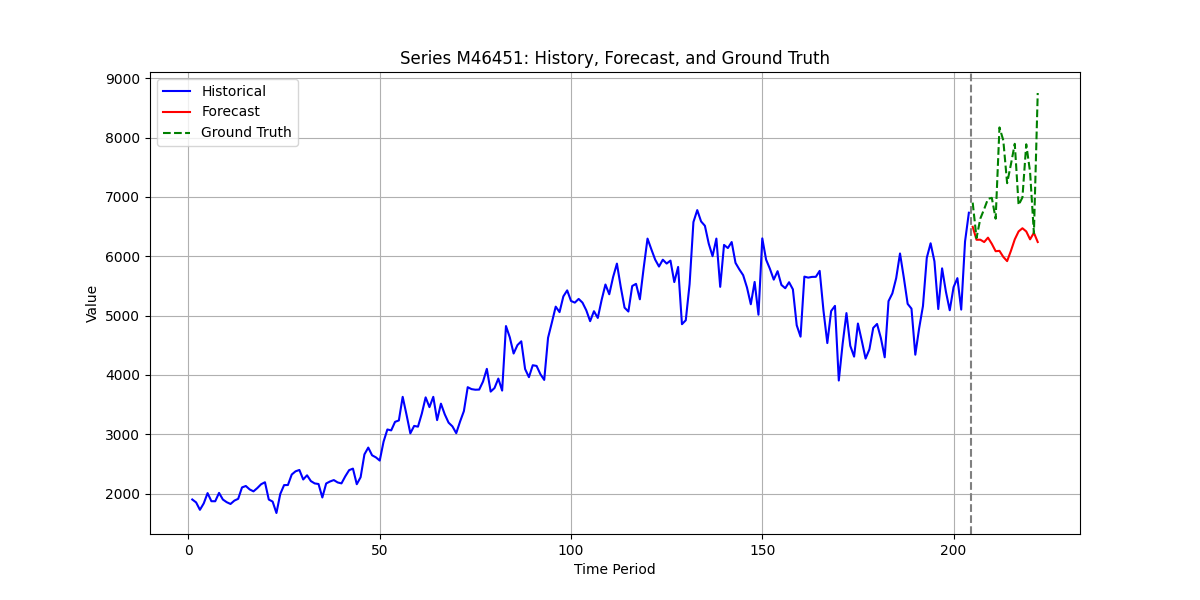 Series M46451: History, Forecast, and Ground Truth
Historical
Forecast
Ground Truth
9000
8000
7000
6000
5000
4000
3000
2000
Value
0
50
100
150
200
Time Period